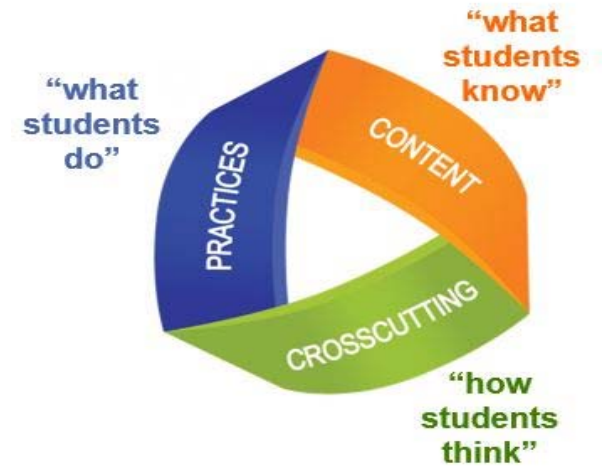 “what
students
do”
PRACTICES
“what
students
know”
CONTENT
CROSSCUTTING
“how
students
think”